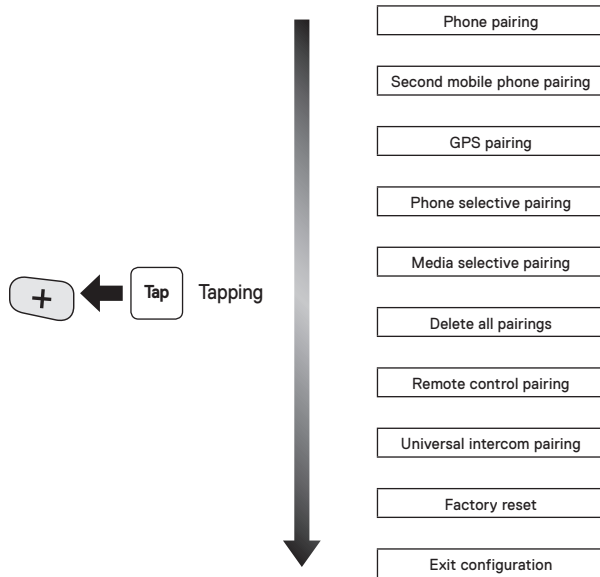 Phone pairing
Second mobile phone pairing
GPS pairing
Phone selective pairing
Media selective pairing
+
Tap
Tapping
Delete all pairings
Remote control pairing
Universal intercom pairing
Factory reset
Exit configuration